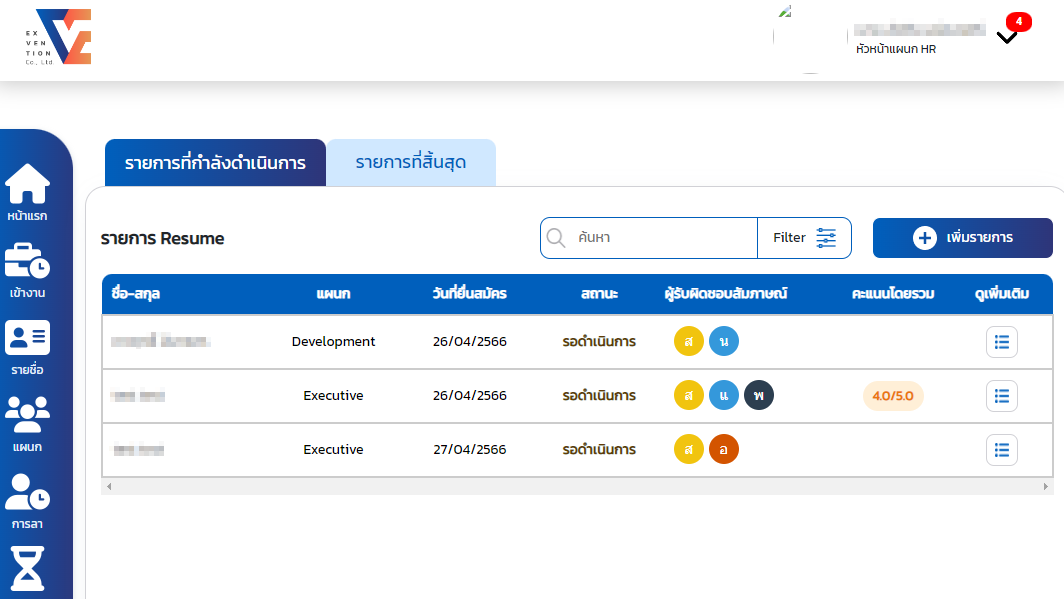 EX
VEN
TION
Co., Ltd
4
หัวหน้าแผนก HR
รายการที่กำลังดำเนินการ
รายการที่สิ้นสุด
หน้าแรก
เข้างาน
รายชื่อ
แผนก
การลา
รายการ Resume
ค้นหา
Filter
เพิ่มรายการ
ชื่อ-สกุล แผนก วันที่ยื่นสมัคร สถานะ ผู้รับผิดชอบสัมภาษณ์ คะแนนโดยรวม ดูเพิ่มเติม
Development 26/04/2566 รอดำเนินการ ส น
Executive 26/04/2566 รอดำเนินการ ส แ พ 4.0/5.0
Executive 27/04/2566 รอดำเนินการ ส อ